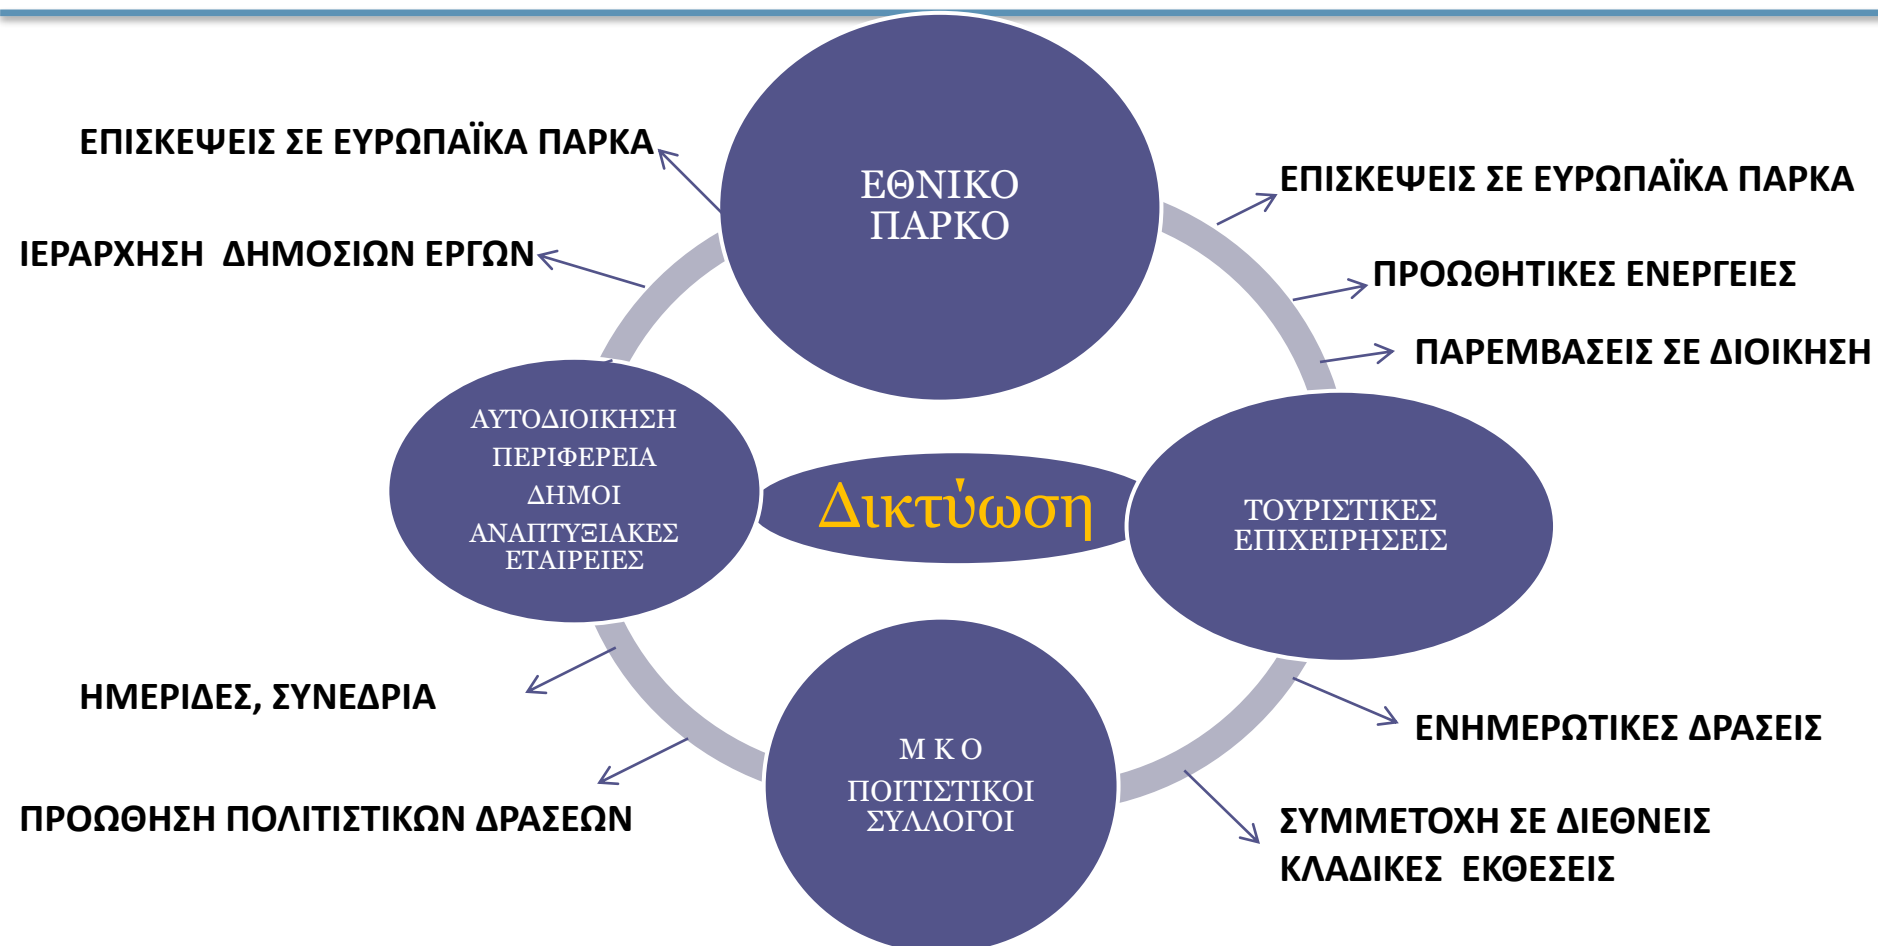 ΕΘΝΙΚΟ
ΠΑΡΚΟ
ΕΠΙΣΚΕΨΕΙΣ ΣΕ ΕΥΡΩΠΑΪΚΑ ΠΑΡΚΑ
ΙΕΡΑΡΧΗΣΗ ΔΗΜΟΣΙΩΝ ΕΡΓΩΝ
ΕΠΙΣΚΕΨΕΙΣ ΣΕ ΕΥΡΩΠΑΪΚΑ ΠΑΡΚΑ
ΠΡΟΩΘΗΤΙΚΕΣ ΕΝΕΡΓΕΙΕΣ
ΠΑΡΕΜΒΑΣΕΙΣ ΣΕ ΔΙΟΙΚΗΣΗ
ΑΥΤΟΔΙΟΙΚΗΣΗ
ΠΕΡΙΦΕΡΕΙΑ
ΔΗΜΟΙ
ΑΝΑΠΤΥΞΙΑΚΕΣ
ΕΤΑΙΡΕΙΕΣ
Δικτύωση
ΤΟΥΡΙΣΤΙΚΕΣ
ΕΠΙΧΕΙΡΗΣΕΙΣ
ΗΜΕΡΙΔΕΣ, ΣΥΝΕΔΡΙΑ
ΠΡΟΩΘΗΣΗ ΠΟΛΙΤΙΣΤΙΚΩΝ ΔΡΑΣΕΩΝ
Μ Κ Ο
ΠΟΙΤΙΣΤΙΚΟΙ
ΣΥΛΛΟΓΟΙ
ΕΝΗΜΕΡΩΤΙΚΕΣ ΔΡΑΣΕΙΣ
ΣΥΜΜΕΤΟΧΗ ΣΕ ΔΙΕΘΝΕΙΣ
ΚΛΑΔΙΚΕΣ ΕΚΘΕΣΕΙΣ